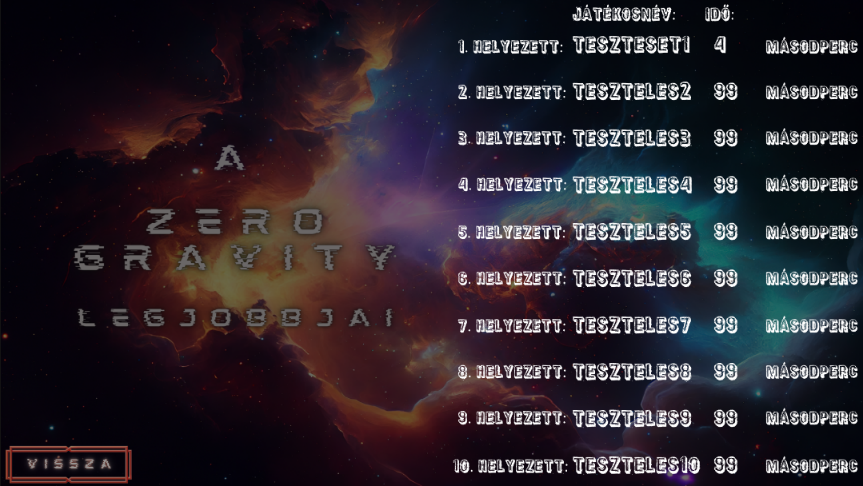 A
ZERO
GRAVITY
LEGJOBBJAI
VISSZA
JÁTÉKOSNÉV: IDŐ:
1. HELYEZETT: TESZTESET1 4 MÁSODPERC
2. HELYEZETT: TESZTELES2 99 MÁSODPERC
3. HELYEZETT: TESZTELES3 99 MÁSODPERC
4. HELYEZETT: TESZTELES4 99 MÁSODPERC
5. HELYEZETT: TESZTELES5 99 MÁSODPERC
6. HELYEZETT: TESZTELES6 99 MÁSODPERC
7. HELYEZETT: TESZTELES7 99 MÁSODPERC
8. HELYEZETT: TESZTELES8 99 MÁSODPERC
9. HELYEZETT: TESZTELES9 99 MÁSODPERC
10. HELYEZETT: TESZTELES10 99 MÁSODPERC